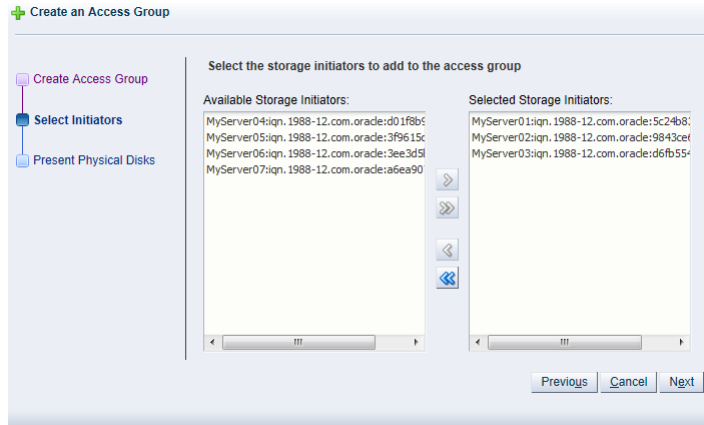 Create an Access Group
Create Access Group
Select Initiators
Present Physical Disks
Select the storage initiators to add to the access group
Available Storage Initiators:
MyServer04:iqn.1988-12.com.oracle:d01f8b9
MyServer05:iqn.1988-12.com.oracle:3f9615c
MyServer06:iqn.1988-12.com.oracle:3ee3d5
MyServer07:iqn.1988-12.com.oracle:a6ea90
Selected Storage Initiators:
MyServer01:iqn.1988-12.com.oracle:5c24b8
MyServer02:iqn.1988-12.com.oracle:9843ce
MyServer03:iqn.1988-12.com.oracle:d6fb554
Previous Cancel Next